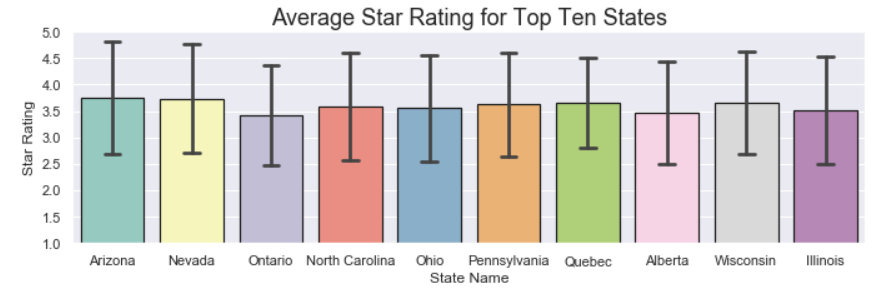 Average Star Rating for Top Ten States
5.0
4.5
4.0
3.5
3.0
2.5
2.0
1.5
1.0
Star Rating
Arizona Nevada Ontario North Carolina Ohio Pennsylvania Quebec Alberta Wisconsin Illinois
State Name